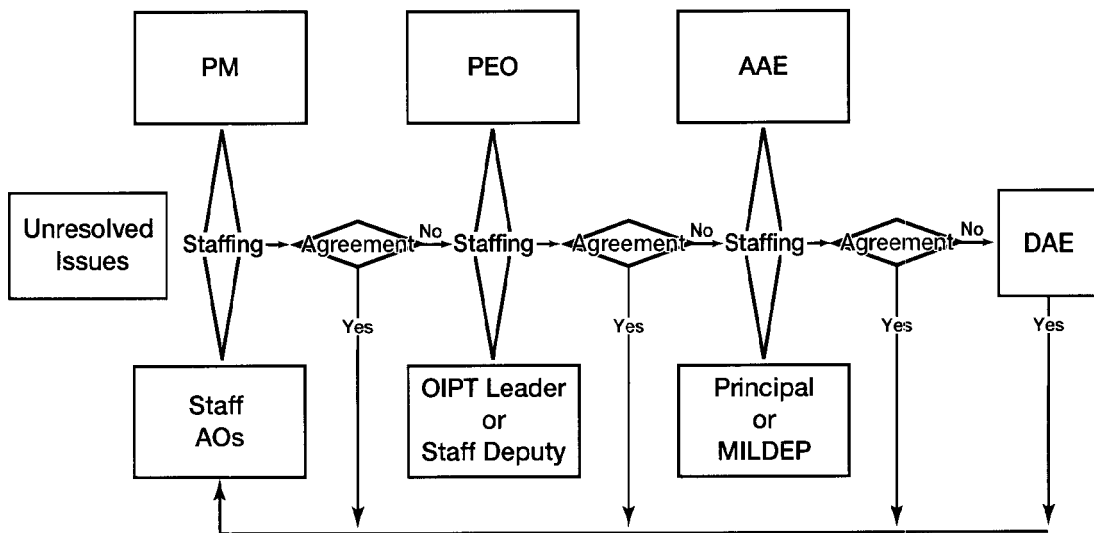 PM
PEO
AAE
Unresolved
Issues
Staffing
Agreement
No
Staffing
Agreement
No
Staffing
Agreement
No
DAE
Yes
Yes
Yes
Yes
Staff
AOs
OIPT Leader
or
Staff Deputy
Principal
or
MILDEP